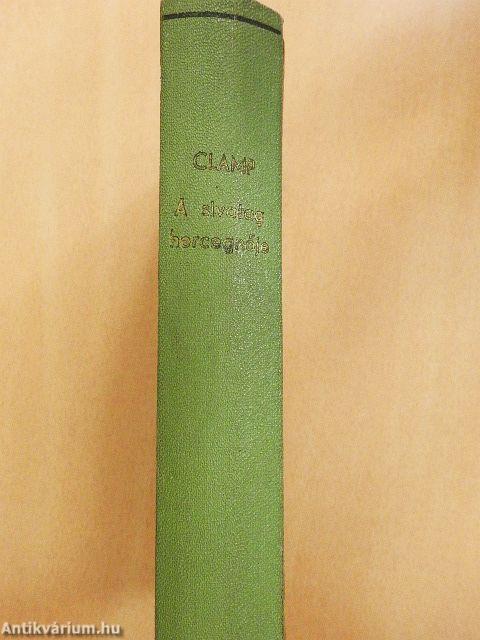 CLAMP
A sivatag
hercegnője
Antikvárium.hu